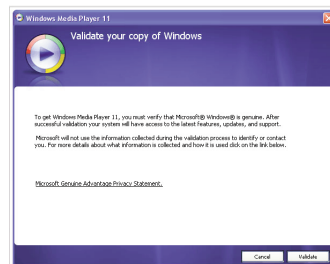 Windows Media Player 11
Validate your copy of Windows
To get Windows Media Player 11, you must verify that Microsoft® Windows® is genuine. After
successful validation your system will have access to the latest features, updates, and support.
Microsoft will not use the information collected during the validation process to identify or contact
you. For more details about what information is collected and how it is used click on the link below.
Microsoft Genuine Advantage Privacy Statement.
Cancel Validate